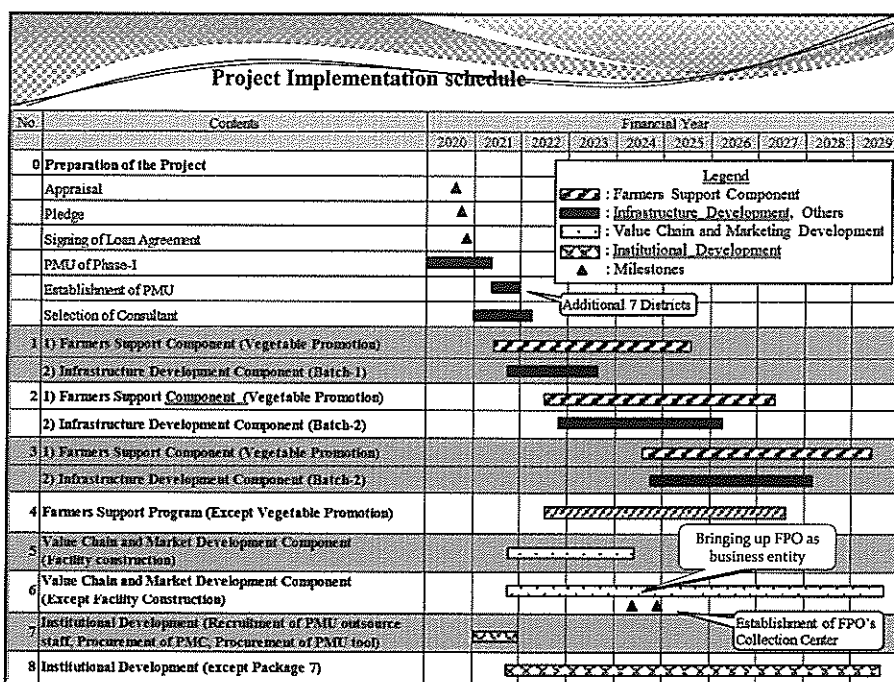 Project Implementation schedule
No
Contents
Financial Year
2020 2021 2022 2023 2024 2025 2026 2027 2028 2029
0 Preparation of the Project
Appraisal
Pledge
Signing of Loan Agreement
PMU of Phase-I
Establishment of PMU
Selection of Consultant
Legend
: Farmers Support Component
: Infrastructure Development, Others
: Value Chain and Marketing Development
: Institutional Development
: Milestones
Additional 7 Districts
1 1) Farmers Support Component (Vegetable Promotion)
2) Infrastructure Development Component (Batch-1)
2 1) Farmers Support Component (Vegetable Promotion)
2) Infrastructure Development Component (Batch-2)
3 1) Farmers Support Component (Vegetable Promotion)
2) Infrastructure Development Component (Batch-2)
4 Farmers Support Program (Except Vegetable Promotion)
5 Value Chain and Market Development Component
(Facility construction)
Bringing up FPO as
business entity
6 Value Chain and Market Development Component
(Except Facility Construction)
Establishment of FPO's
Collection Center
7 Institutional Development (Recruitment of PMU outsource
staff, Procurement of PMC, Procurement of PMU tool)
8 Institutional Development (except Package 7)